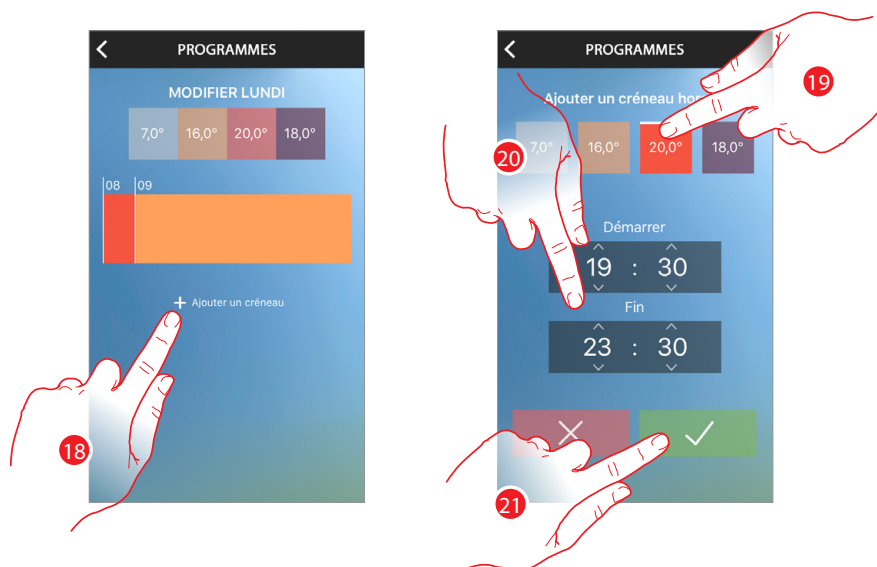 PROGRAMMES
MODIFIER LUNDI
7,0° 16,0° 20,0° 18,0°
08 09
+ Ajouter un créneau
18
PROGRAMMES
Ajouter un créneau
19
7,0° 16,0° 20,0° 18,0°
20
Démarrer
19 : 30
Fin
23 : 30
21